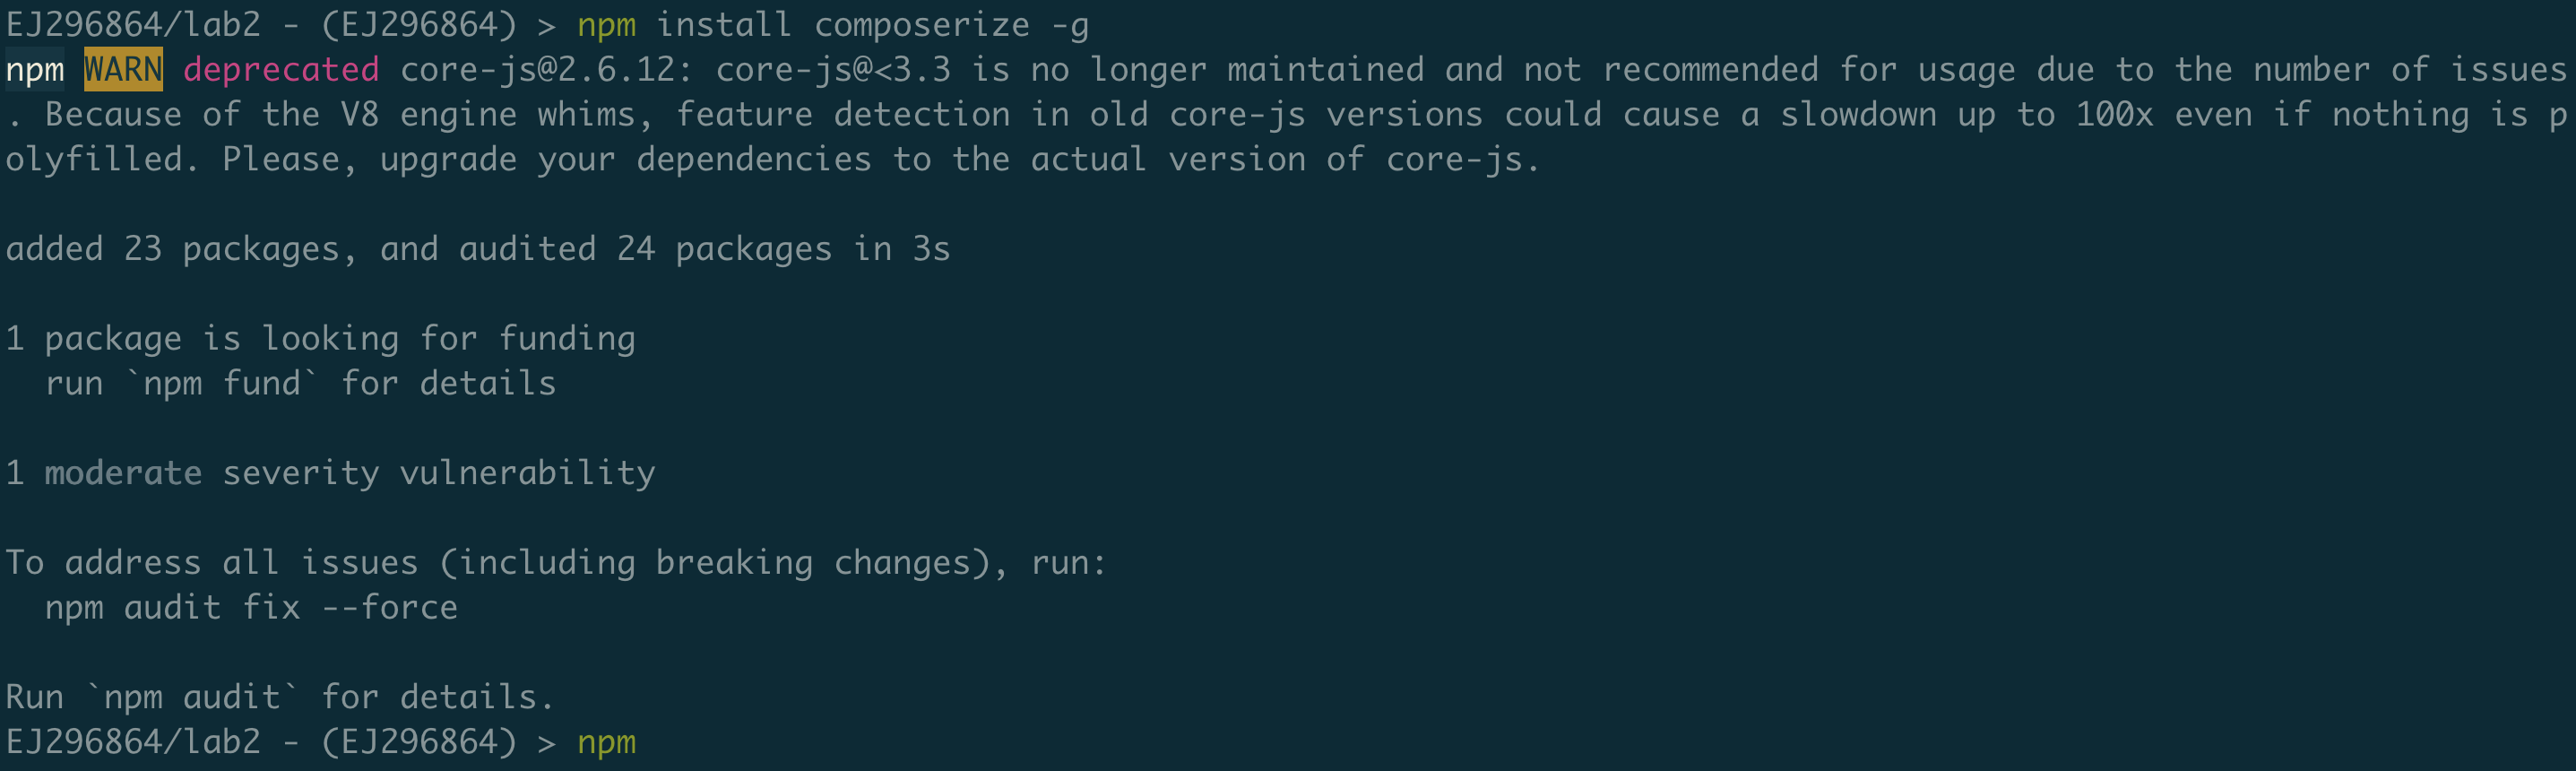 EJ296864/lab2 - (EJ296864) > npm install composerize -g
npm WARN deprecated core-js@2.6.12: core-js@<3.3 is no longer maintained and not recommended for usage due to the number of issues
. Because of the V8 engine whims, feature detection in old core-js versions could cause a slowdown up to 100x even if nothing is p
olyfilled. Please, upgrade your dependencies to the actual version of core-js.
added 23 packages, and audited 24 packages in 3s
1 package is looking for funding
  run `npm fund` for details
1 moderate severity vulnerability
To address all issues (including breaking changes), run:
  npm audit fix --force
Run `npm audit` for details.
EJ296864/lab2 - (EJ296864) > npm